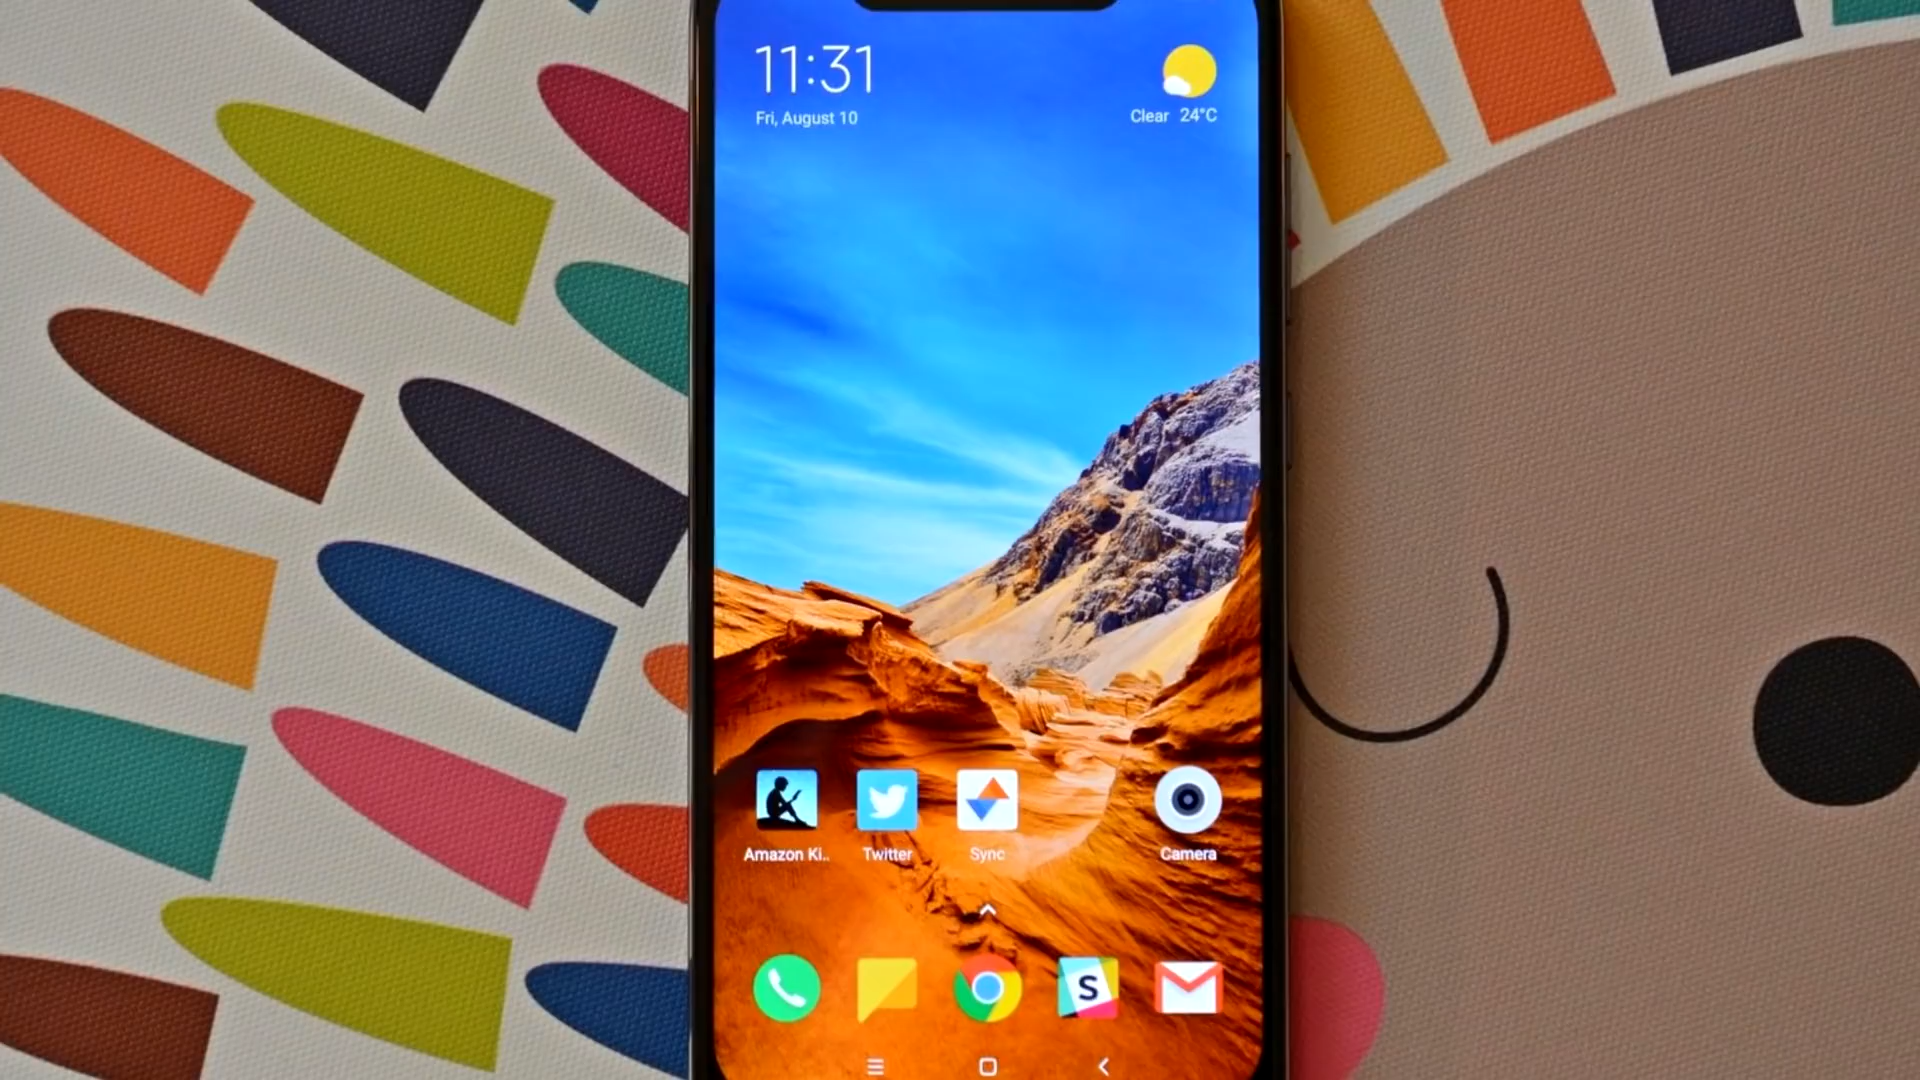 11:31
Fri, August 10
Clear 24°C
Amazon Ki..
Twitter
Sync
Camera
S